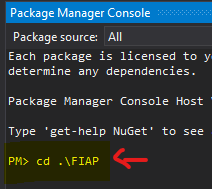 Package Manager Console
Package source: All
Each package is licensed to
determine any dependencies.
Package Manager Console Host
Type 'get-help NuGet' to see
PM> cd .\FIAP